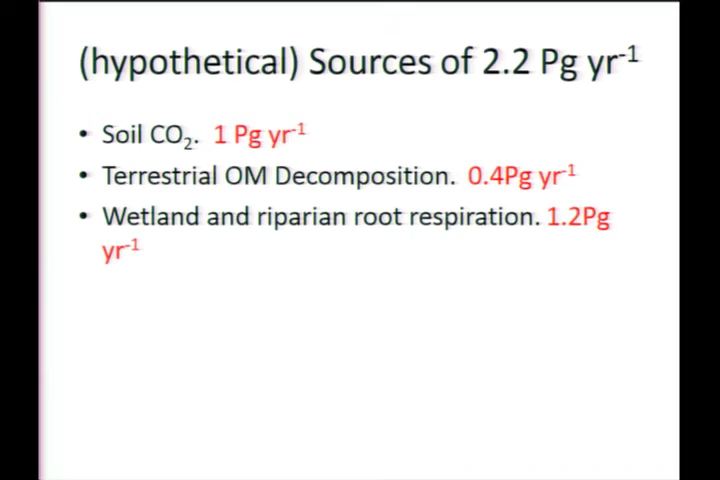 (hypothetical) Sources of 2.2 Pg yr⁻¹
• Soil CO₂. 1 Pg yr⁻¹
• Terrestrial OM Decomposition. 0.4Pg yr⁻¹
• Wetland and riparian root respiration. 1.2Pg
yr⁻¹